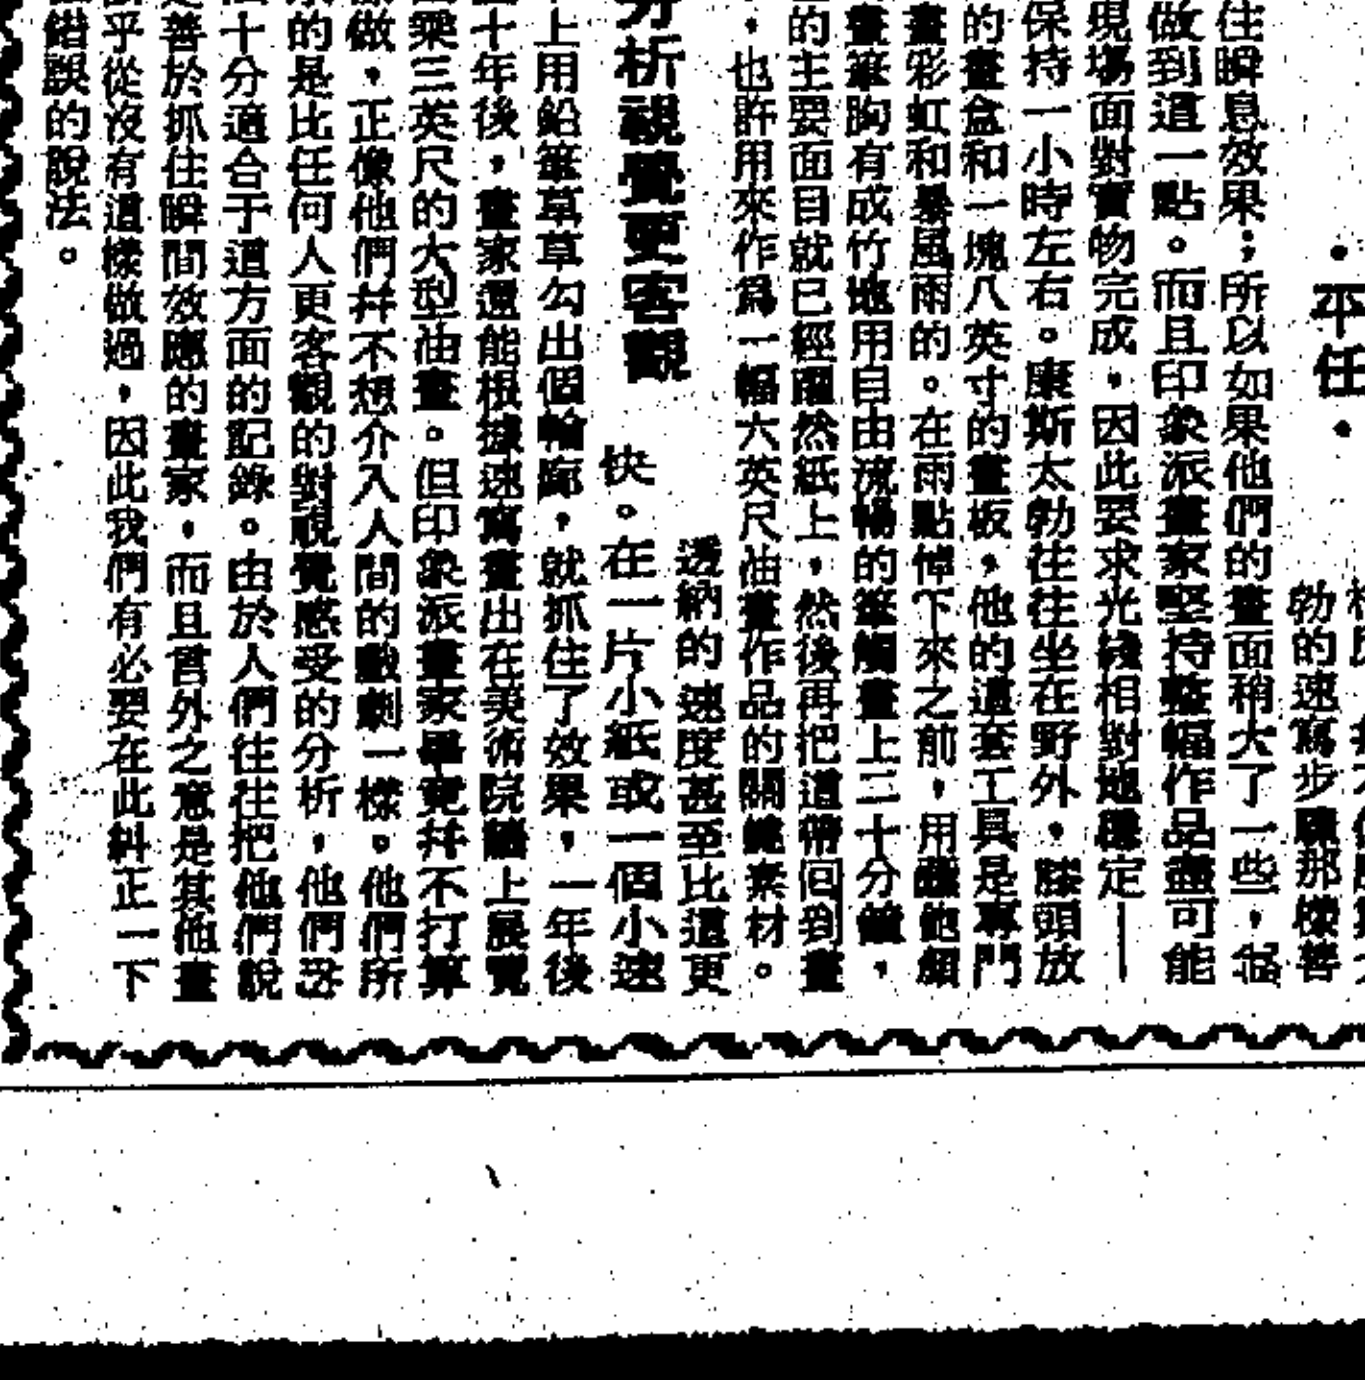 ·平任·
勃的速寫步驟那樣善
住瞬息效果；所以如果他們的畫面稍大了一些，
做到這一點。而且印象派畫家堅持整幅作品盡可能
現場面對實物完成，因此要求光綫相對地穩定——
保持一小時左右。康斯太勃往往坐在野外，膝頭放
的畫盒和一塊八英寸的畫板，他的這套工具是專門
畫彩虹和暴風雨的。在雨點悼下來之前，用蘸他顏
畫筆胸有成竹地用自由流暢的筆觸畫上二十分鐘，
的主要面目就已經躍然紙上，然後再把這帶回到畫
，也許用來作爲一幅六英尺油畫作品的關鍵素材。
透納的速度甚至比這更
分析視覺更客觀
快。在一片小紙或一個小速
上用鉛筆草草勾出個輪廓，就抓住了效果，一年後
十年後，畫家還能根據速寫畫出在美術院牆上展覽
乘三英尺的大型油畫。但印象派畫家畢竟幷不打算
做，正像他們幷不想介入人間的戲劇一樣。他們所
的是比任何人更客觀的對視覺感受的分析，他們恐
十分適合于這方面的記錄。由於人們往往把他們說
是善於抓住瞬間效應的畫家，而且言外之意是其他畫
乎從沒有這樣做過，因此我們有必要在此糾正一下
錯誤的說法。